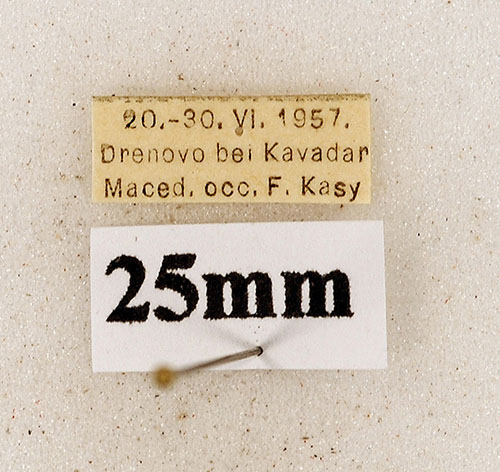 20.-30. VI. 1957.
Drenovo bei Kavadar
Maced. occ. F. Kasy
25mm